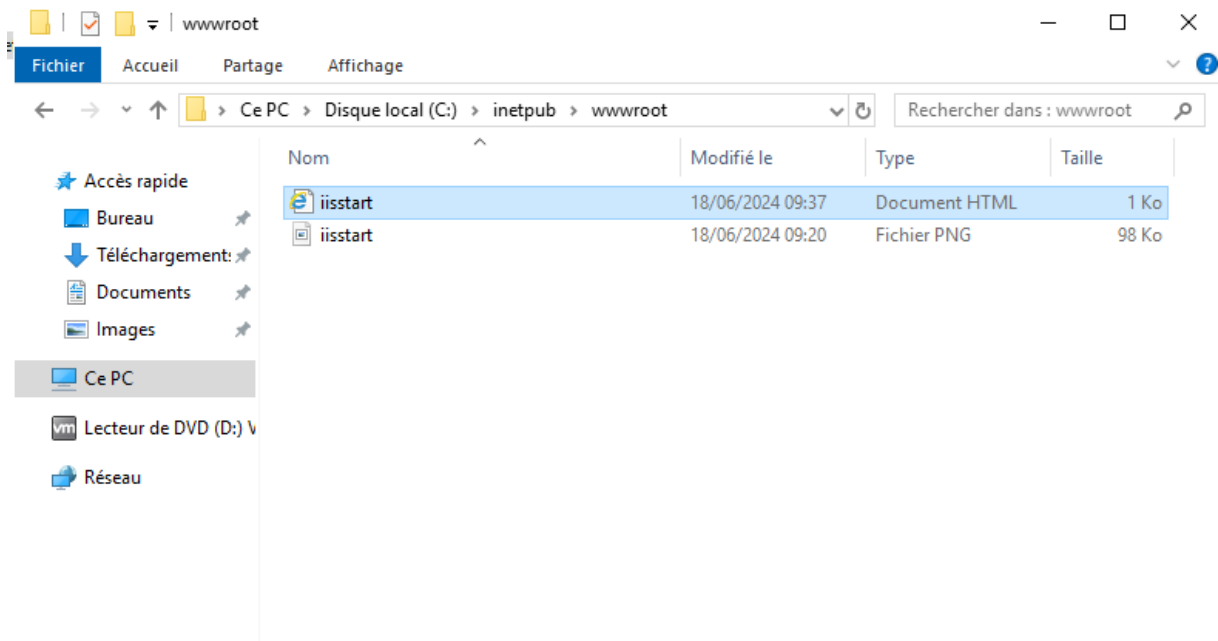 wwwroot
Fichier Accueil Partage Affichage
Ce PC > Disque local (C:) > inetpub > wwwroot
Rechercher dans : wwwroot
Nom Modifié le Type Taille
Accès rapide
Bureau
Téléchargement
Documents
Images
Ce PC
vm Lecteur de DVD (D:) V
Réseau
iisstart 18/06/2024 09:37 Document HTML 1 Ko
iisstart 18/06/2024 09:20 Fichier PNG 98 Ko